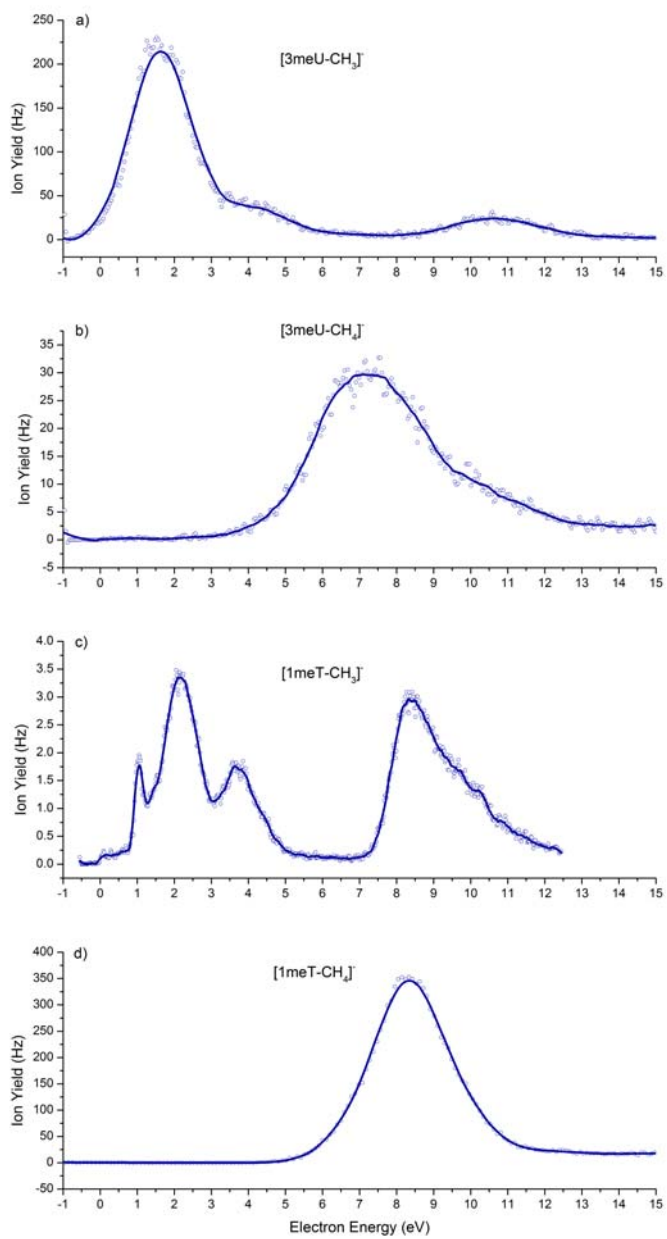 a)
[3meU-CH₃]⁻
250
200
150
100
50
0
Ion Yield (Hz)
-1 0 1 2 3 4 5 6 7 8 9 10 11 12 13 14 15
b)
[3meU-CH₄]⁻
35
30
25
20
15
10
5
0
-5
Ion Yield (Hz)
-1 0 1 2 3 4 5 6 7 8 9 10 11 12 13 14 15
c)
[1meT-CH₃]⁻
4.0
3.5
3.0
2.5
2.0
1.5
1.0
0.5
0.0
Ion Yield (Hz)
-1 0 1 2 3 4 5 6 7 8 9 10 11 12 13 14 15
d)
[1meT-CH₄]⁻
400
350
300
250
200
150
100
50
0
-50
Ion Yield (Hz)
-1 0 1 2 3 4 5 6 7 8 9 10 11 12 13 14 15
Electron Energy (eV)